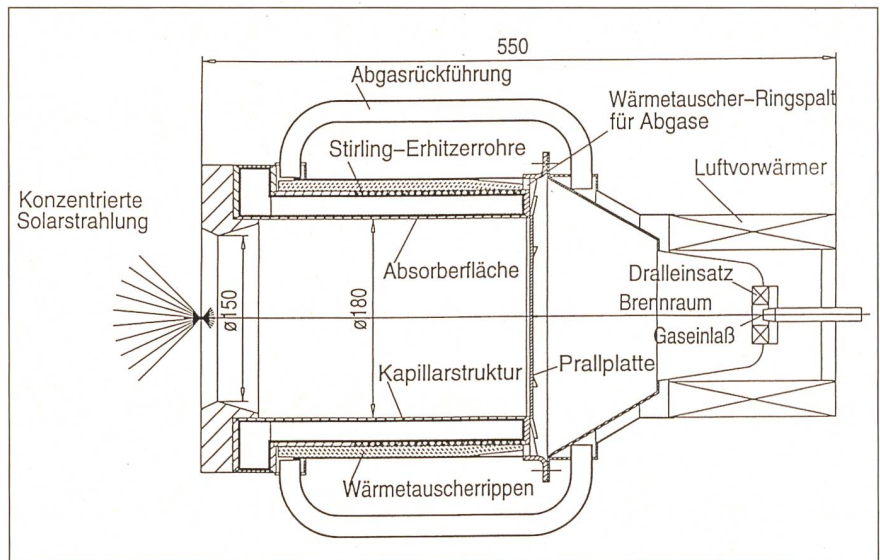 550
Abgasrückführung
Wärmetauscher-Ringspalt
für Abgase
Stirling-Erhitzerrohre
Luftvorwärmer
Konzentrierte
Solarstrahlung
Absorberfläche
Dralleinsatz
Brennraum
ø150
ø180
Gaseinlaß
Prallplatte
Kapillarstruktur
Wärmetauscherrippen